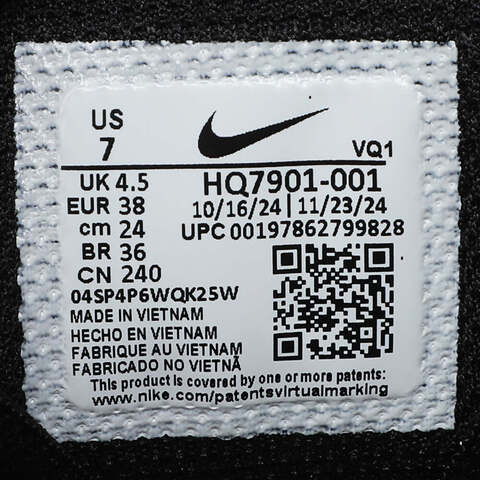 US
7
VQ1
UK 4.5
HQ7901-001
EUR 38
10/16/24 | 11/23/24
cm 24
UPC 00197862799828
BR 36
CN 240
04SP4P6WQK25W
MADE IN VIETNAM
HECHO EN VIETNAM
FABRIQUE AU VIETNAM
FABRICADO NO VIETNÃ
This product is covered by one or more patents:
www.nike.com/patentsvirtualmarking